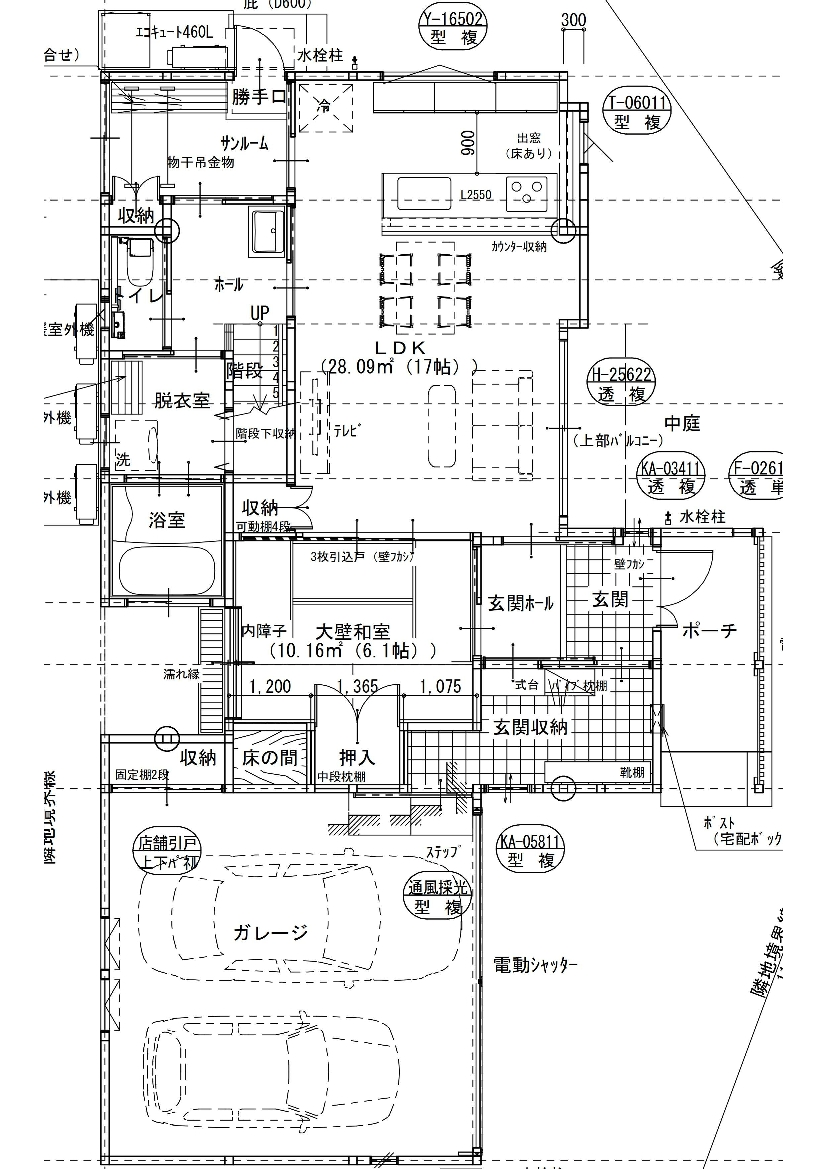 庇 (D600)
エコキュート460L
Y-16502
型 複
300
水栓柱
合せ)
勝手口
冷
T-06011
型 複
サンルーム
出窓
(床あり)
900
物干吊金物
L2550
収納
カウンター収納
ホール
トイレ
UP
1
2
3
4
5
LDK
(28.09㎡ (17帖) )
室外機
階段
H-25622
透 複
脱衣室
中庭
(上部バルコニー)
外機
階段下収納
テレビ
洗
KA-03411
透 複
F-0261
透 単
外機
収納
可動棚4段
浴室
水栓柱
3枚引込戸 (壁フカシ)
壁フカシ
玄関ホール
玄関
内障子
大壁和室
(10.16㎡ (6.1帖) )
ポーチ
濡れ縁
1,200
1,365
1,075
式台
パイプ枕棚
玄関収納
収納
床の間
押入
固定棚2段
中段枕棚
靴棚
隣地境界線
ポスト
(宅配ボック
店舗引戸
ステップ
KA-05811
型 複
通風採光
型 複
ガレージ
電動シャッター
隣地境界線